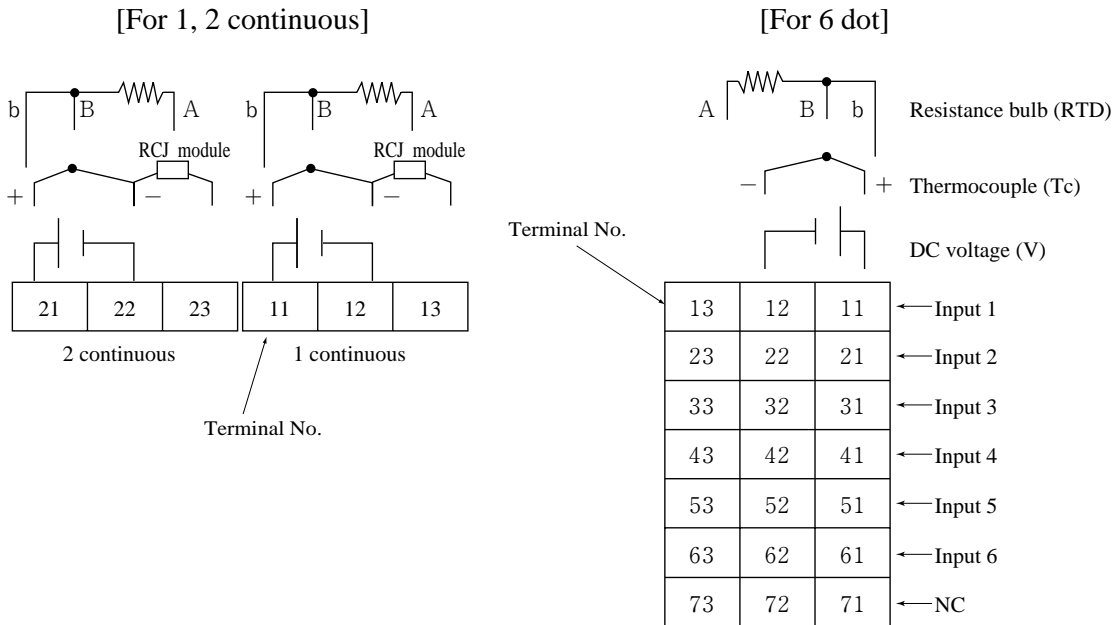 [For 1, 2 continuous]
b B A b B A
RCJ module RCJ module
+ − + −
21 22 23 11 12 13
2 continuous 1 continuous
Terminal No.
[For 6 dot]
A B b Resistance bulb (RTD)
− + Thermocouple (Tc)
Terminal No.
DC voltage (V)
13 12 11 Input 1
23 22 21 Input 2
33 32 31 Input 3
43 42 41 Input 4
53 52 51 Input 5
63 62 61 Input 6
73 72 71 NC